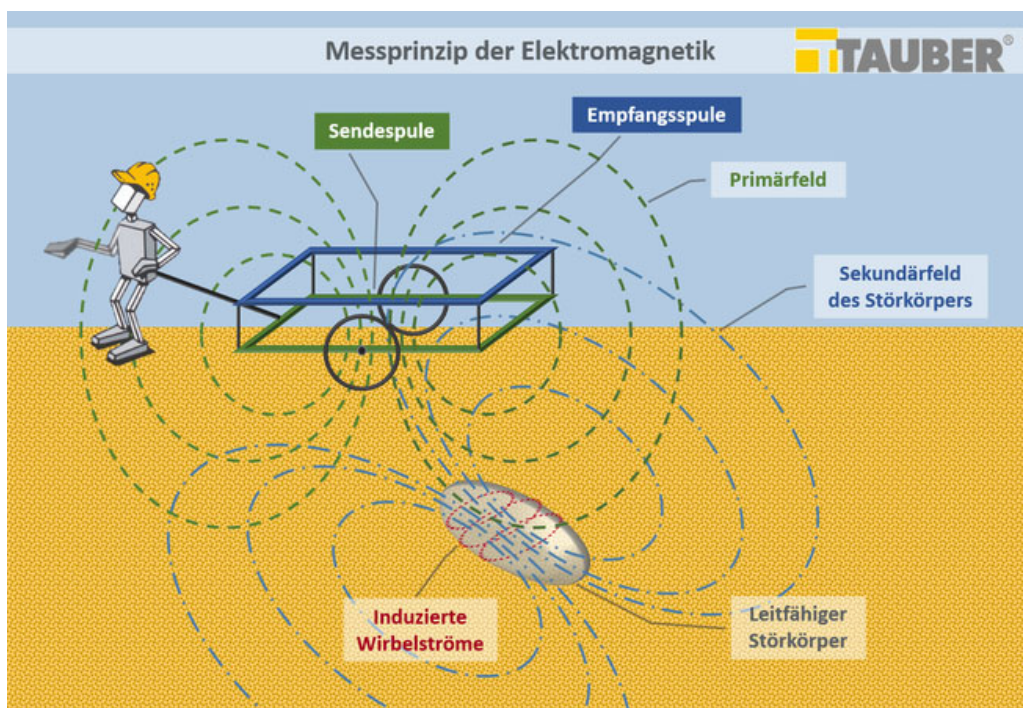 Messprinzip der Elektromagnetik
TAUBER®
Empfangsspule
Sendespule
Primärfeld
Sekundärfeld
des Störkörpers
Induzierte
Wirbelströme
Leitfähiger
Störkörper